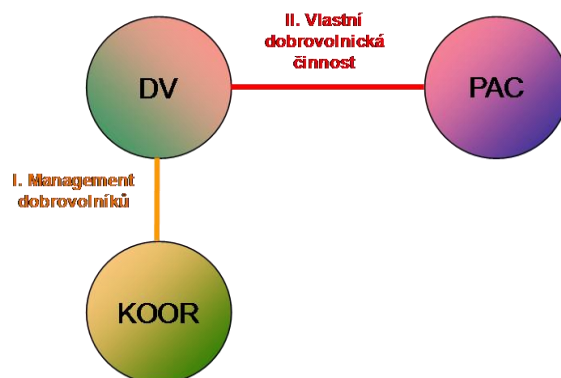 II. Vlastní
dobrovolnická
činnost
DV
PAC
I. Management
dobrovolníků
KOOR